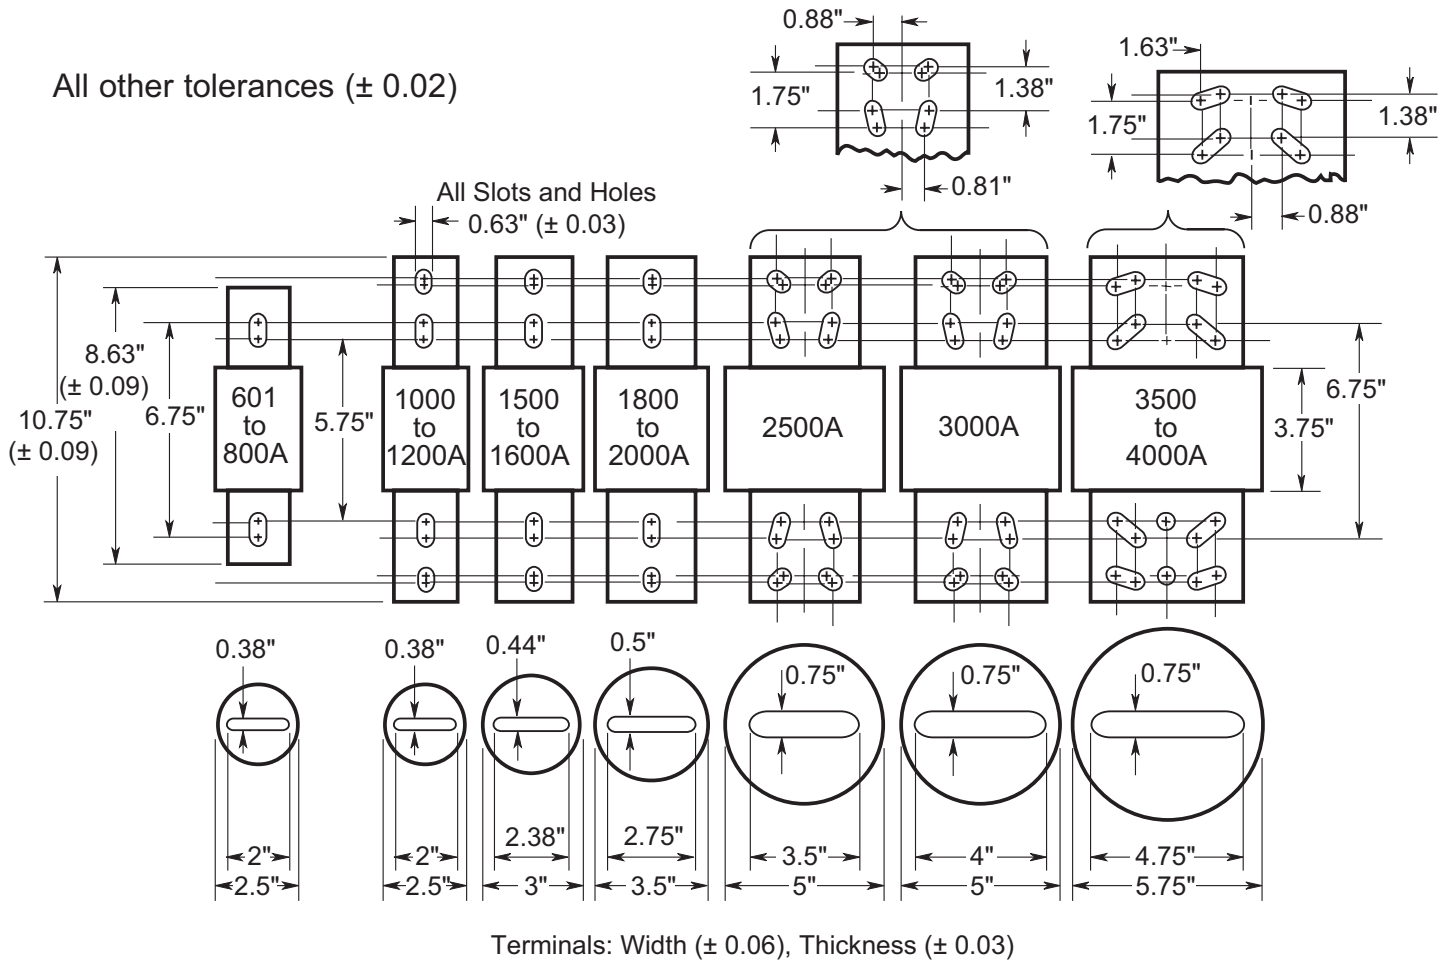 0.88"
1.63"
All other tolerances (± 0.02)
1.75"
1.38"
1.75"
1.38"
0.81"
0.88"
All Slots and Holes
0.63" (± 0.03)
8.63"
(± 0.09)
10.75"
(± 0.09)
6.75"
601
to
800A
5.75"
1000
to
1200A
1500
to
1600A
1800
to
2000A
2500A
3000A
3500
to
4000A
3.75"
6.75"
0.38"
0.38"
0.44"
0.5"
0.75"
0.75"
0.75"
2"
2"
2.38"
2.75"
3.5"
4"
4.75"
2.5"
2.5"
3"
3.5"
5"
5"
5.75"
Terminals: Width (± 0.06), Thickness (± 0.03)